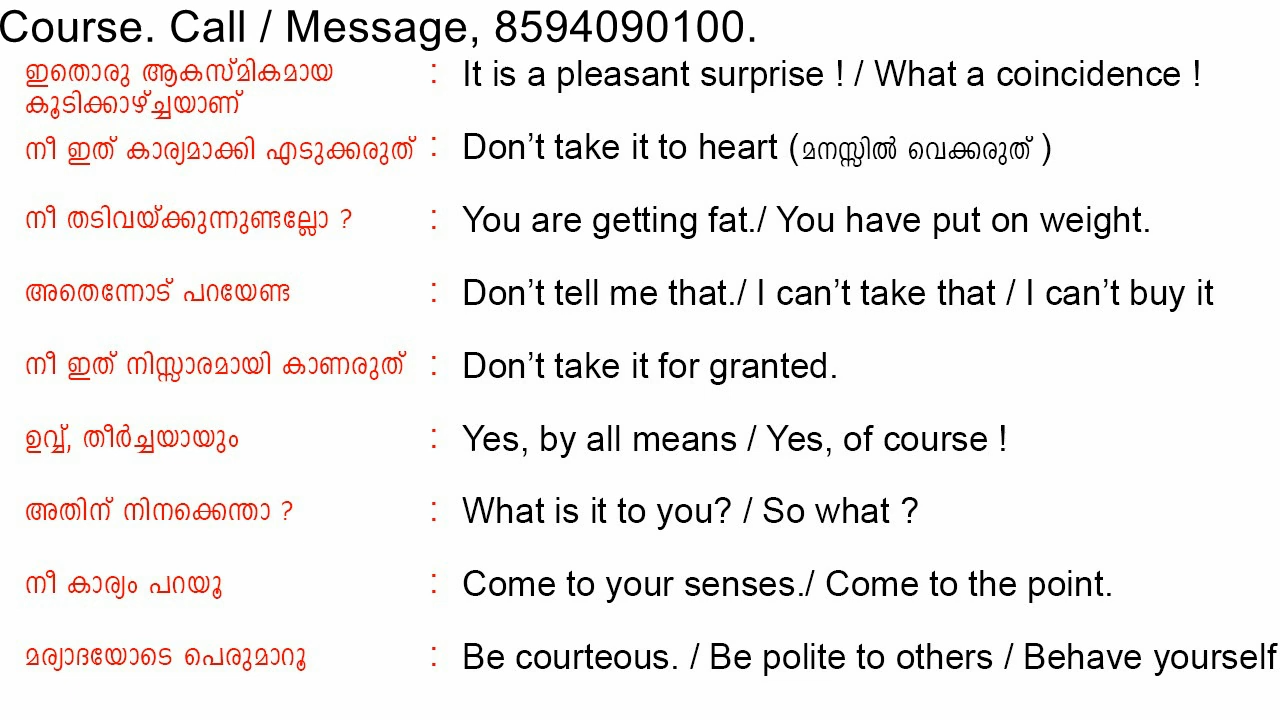 Course. Call / Message, 8594090100.
ഇതൊരു ആകസ്മികമായ : It is a pleasant surprise ! / What a coincidence !
കൂടിക്കാഴ്ച്ചയാണ്
നീ ഇത് കാര്യമാക്കി എടുക്കരുത് : Don't take it to heart (മനസ്സിൽ വെക്കരുത് )
നീ തടിവയ്ക്കുന്നുണ്ടല്ലോ ? : You are getting fat./ You have put on weight.
അതെന്നോട് പറയേണ്ട : Don't tell me that./ I can't take that / I can't buy it
നീ ഇത് നിസ്സാരമായി കാണരുത് : Don't take it for granted.
ഉവ്വ്, തീർച്ചയായും : Yes, by all means / Yes, of course !
അതിന് നിനക്കെന്താ ? : What is it to you? / So what ?
നീ കാര്യം പറയൂ : Come to your senses./ Come to the point.
മര്യാദയോടെ പെരുമാറൂ : Be courteous. / Be polite to others / Behave yourself